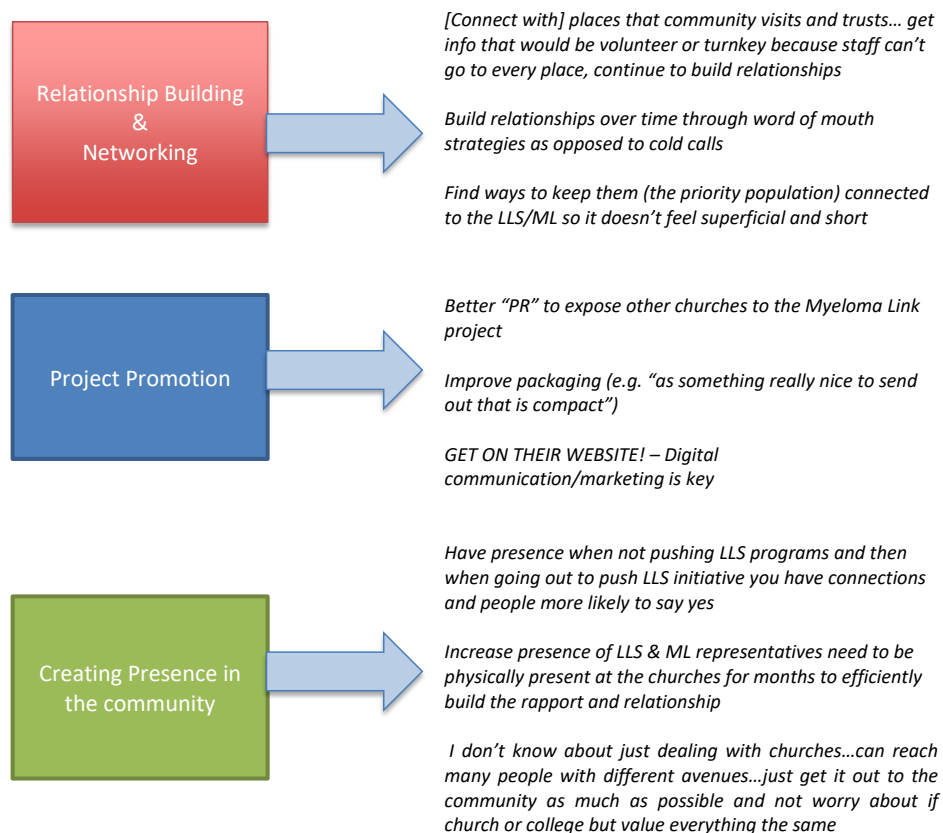 Relationship Building
&
Networking
[Connect with] places that community visits and trusts… get
info that would be volunteer or turnkey because staff can't
go to every place, continue to build relationships
Build relationships over time through word of mouth
strategies as opposed to cold calls
Find ways to keep them (the priority population) connected
to the LLS/ML so it doesn't feel superficial and short
Project Promotion
Better “PR” to expose other churches to the Myeloma Link
project
Improve packaging (e.g. “as something really nice to send
out that is compact”)
GET ON THEIR WEBSITE! – Digital
communication/marketing is key
Creating Presence in
the community
Have presence when not pushing LLS programs and then
when going out to push LLS initiative you have connections
and people more likely to say yes
Increase presence of LLS & ML representatives need to be
physically present at the churches for months to efficiently
build the rapport and relationship
I don't know about just dealing with churches…can reach
many people with different avenues…just get it out to the
community as much as possible and not worry about if
church or college but value everything the same